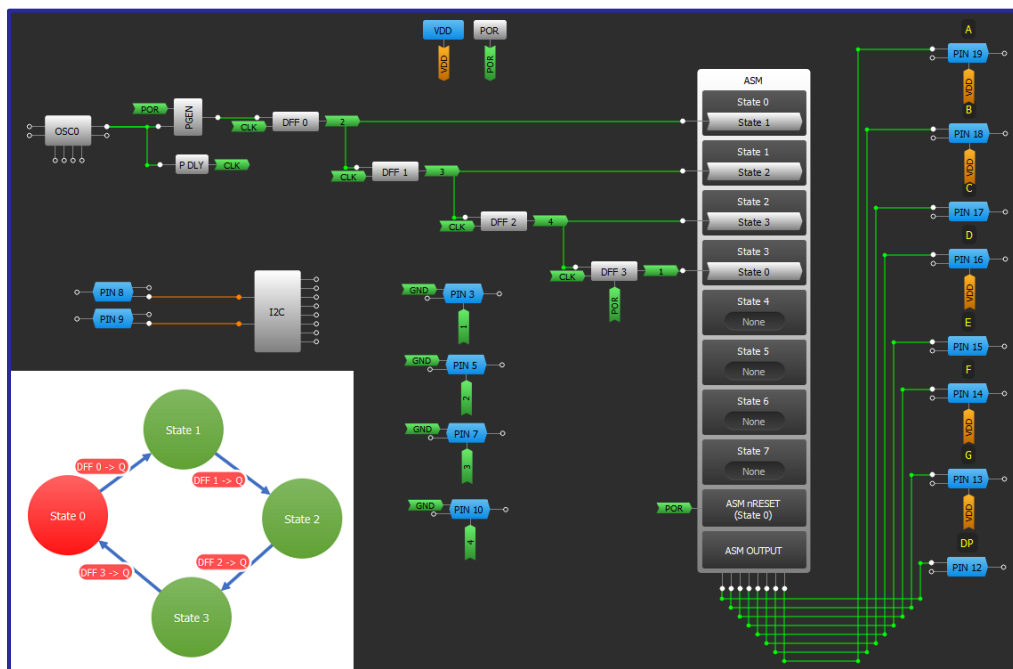 VDD
POR
VDD
POR
A
PIN 19
VDD
B
PIN 18
VDD
C
PIN 17
D
PIN 16
VDD
E
PIN 15
F
PIN 14
VDD
G
PIN 13
VDD
DP
PIN 12
OSC0
POR
PGEN
P DLY
CLK
CLK
DFF 0
2
CLK
DFF 1
3
CLK
DFF 2
4
CLK
DFF 3
1
POR
ASM
State 0
State 1
State 1
State 2
State 2
State 3
State 3
State 0
State 4
None
State 5
None
State 6
None
State 7
None
POR
ASM nRESET
(State 0)
ASM OUTPUT
PIN 8
PIN 9
I2C
GND
PIN 3
1
GND
PIN 5
2
GND
PIN 7
3
GND
PIN 10
4
State 1
DFF 0 -> Q
DFF 1 -> Q
State 0
State 2
DFF 3 -> Q
DFF 2 -> Q
State 3